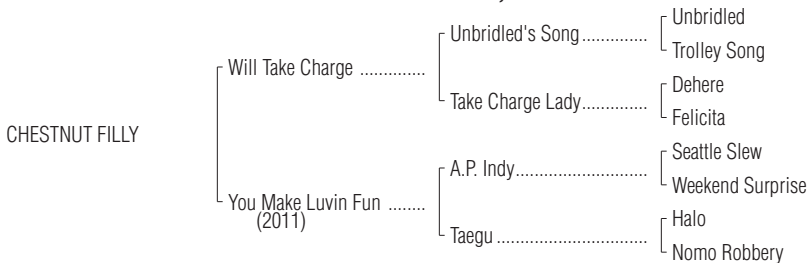 Unbridled
Unbridled's Song ..............
Trolley Song
Will Take Charge ..............
Dehere
Take Charge Lady..............
Felicita
CHESTNUT FILLY
Seattle Slew
A.P. Indy............................
Weekend Surprise
You Make Luvin Fun ........
(2011)
Halo
Taegu ................................
Nomo Robbery